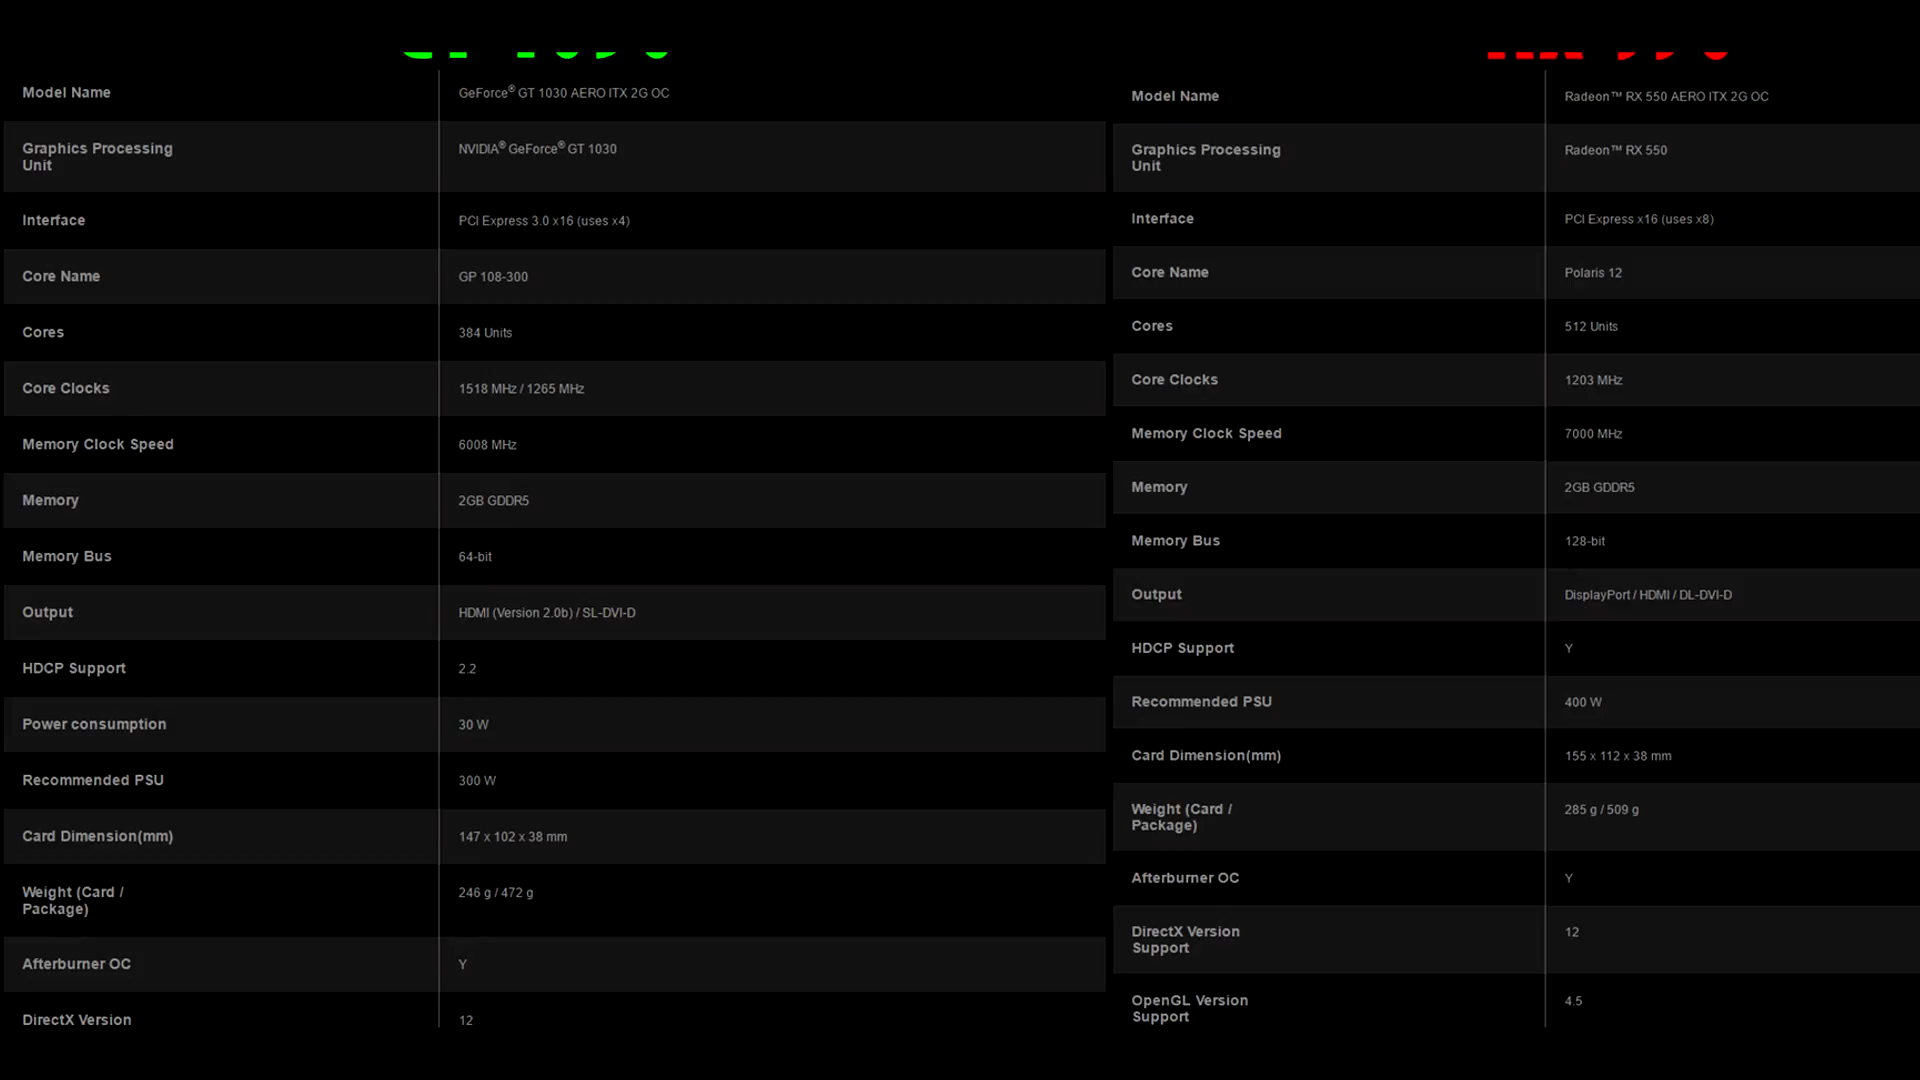 Model Name
GeForce® GT 1030 AERO ITX 2G OC
Graphics Processing
Unit
NVIDIA® GeForce® GT 1030
Interface
PCI Express 3.0 x16 (uses x4)
Core Name
GP 108-300
Cores
384 Units
Core Clocks
1518 MHz / 1265 MHz
Memory Clock Speed
6008 MHz
Memory
2GB GDDR5
Memory Bus
64-bit
Output
HDMI (Version 2.0b) / SL-DVI-D
HDCP Support
2.2
Power consumption
30 W
Recommended PSU
300 W
Card Dimension(mm)
147 x 102 x 38 mm
Weight (Card /
Package)
246 g / 472 g
Afterburner OC
Y
DirectX Version
12
Model Name
Radeon™ RX 550 AERO ITX 2G OC
Graphics Processing
Unit
Radeon™ RX 550
Interface
PCI Express x16 (uses x8)
Core Name
Polaris 12
Cores
512 Units
Core Clocks
1203 MHz
Memory Clock Speed
7000 MHz
Memory
2GB GDDR5
Memory Bus
128-bit
Output
DisplayPort / HDMI / DL-DVI-D
HDCP Support
Y
Recommended PSU
400 W
Card Dimension(mm)
155 x 112 x 38 mm
Weight (Card /
Package)
285 g / 509 g
Afterburner OC
Y
DirectX Version
Support
12
OpenGL Version
Support
4.5